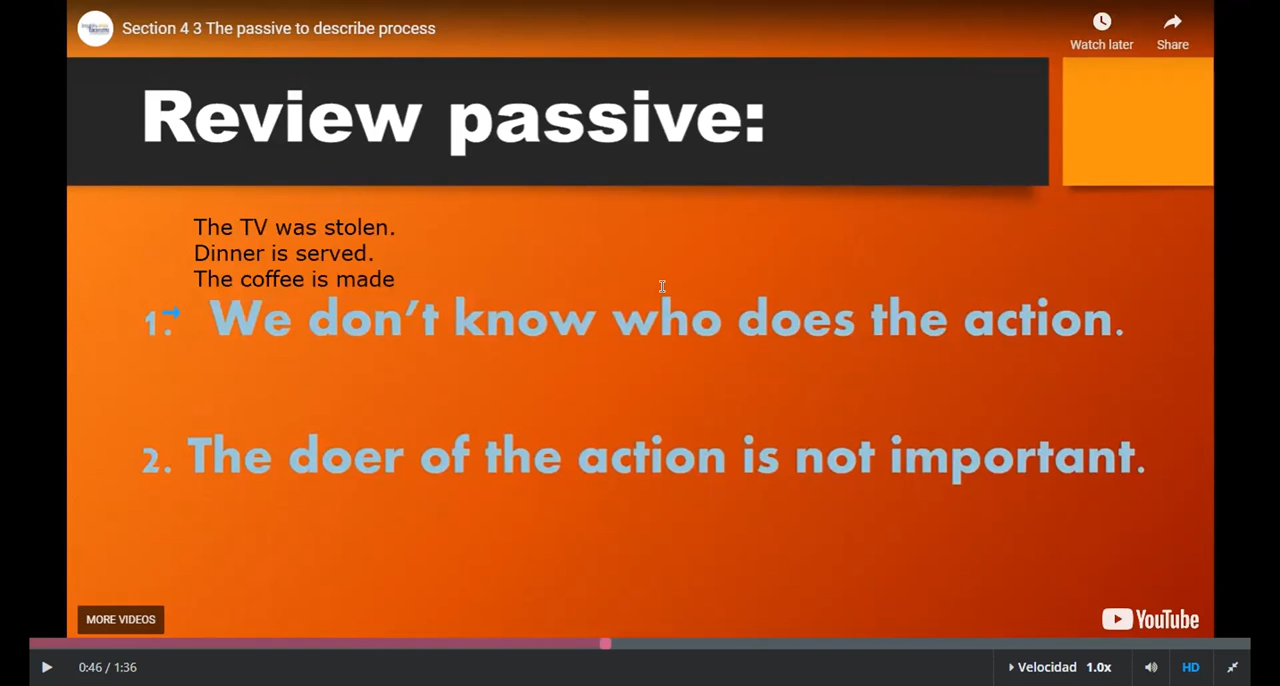 Section 4 3 The passive to describe process
Watch later
Share
Review passive:
The TV was stolen.
Dinner is served.
The coffee is made
1. We don't know who does the action.
2. The doer of the action is not important.
MORE VIDEOS
YouTube
0:46 / 1:36
Velocidad 1.0x
HD